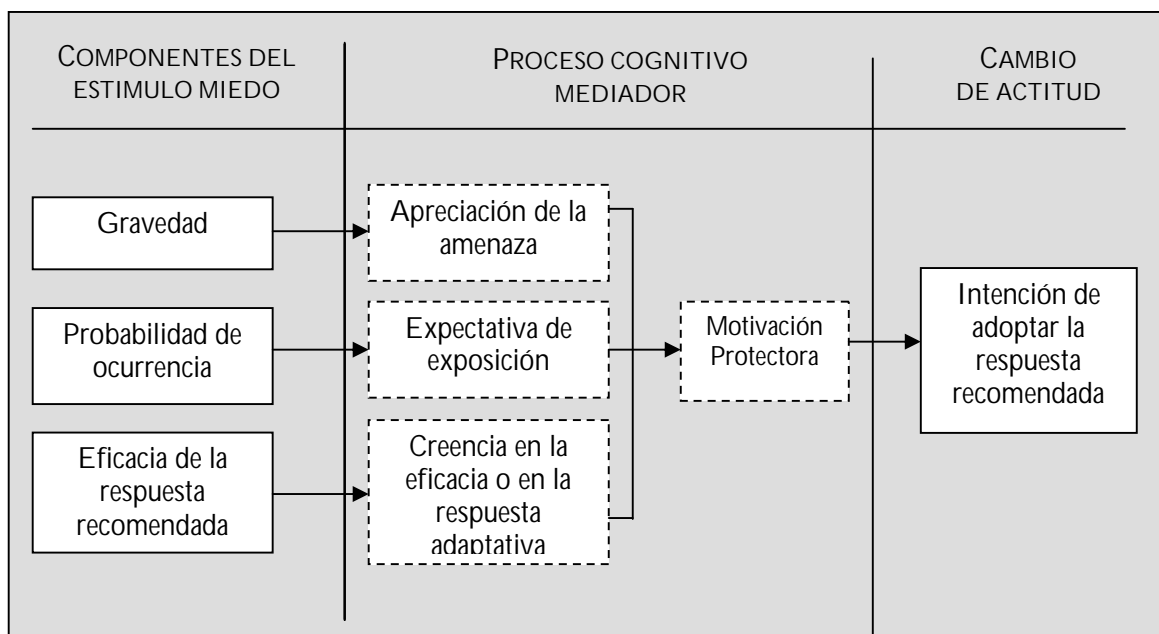 COMPONENTES DEL
ESTIMULO MIEDO
PROCESO COGNITIVO
MEDIADOR
CAMBIO
DE ACTITUD
Gravedad
Apreciación de la
amenaza
Probabilidad de
ocurrencia
Expectativa de
exposición
Motivación
Protectora
Intención de
adoptar la
respuesta
recomendada
Eficacia de la
respuesta
recomendada
Creencia en la
eficacia o en la
respuesta
adaptativa